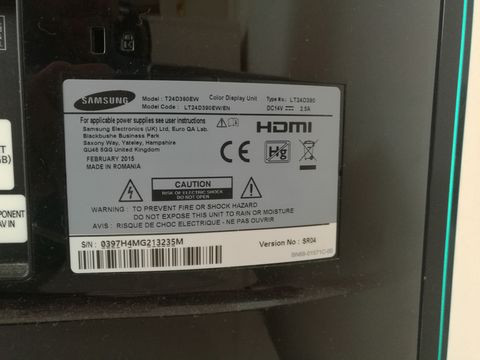 SAMSUNG
Model : T24D390EW Color Display Unit Type No : LT24D390
Model Code : LT24D390EW/EN DC14V ⎓ 2.5A
For applicable power supplies see user instructions
Samsung Electronics (UK) Ltd, Euro QA Lab.
Blackbushe Business Park
Saxony Way, Yateley, Hampshire
GU46 6GG United Kingdom
HDMI
FEBRUARY 2015
MADE IN ROMANIA
CE
Hg
CAUTION
RISK OF ELECTRIC SHOCK
DO NOT OPEN
WARNING : TO PREVENT FIRE OR SHOCK HAZARD
DO NOT EXPOSE THIS UNIT TO RAIN OR MOISTURE.
AVIS : RISQUE DE CHOC ELECTRIQUE - NE PAS OUVRIR
S/N : 0397H4MG213235M Version No : SR04
PONENT
AV IN